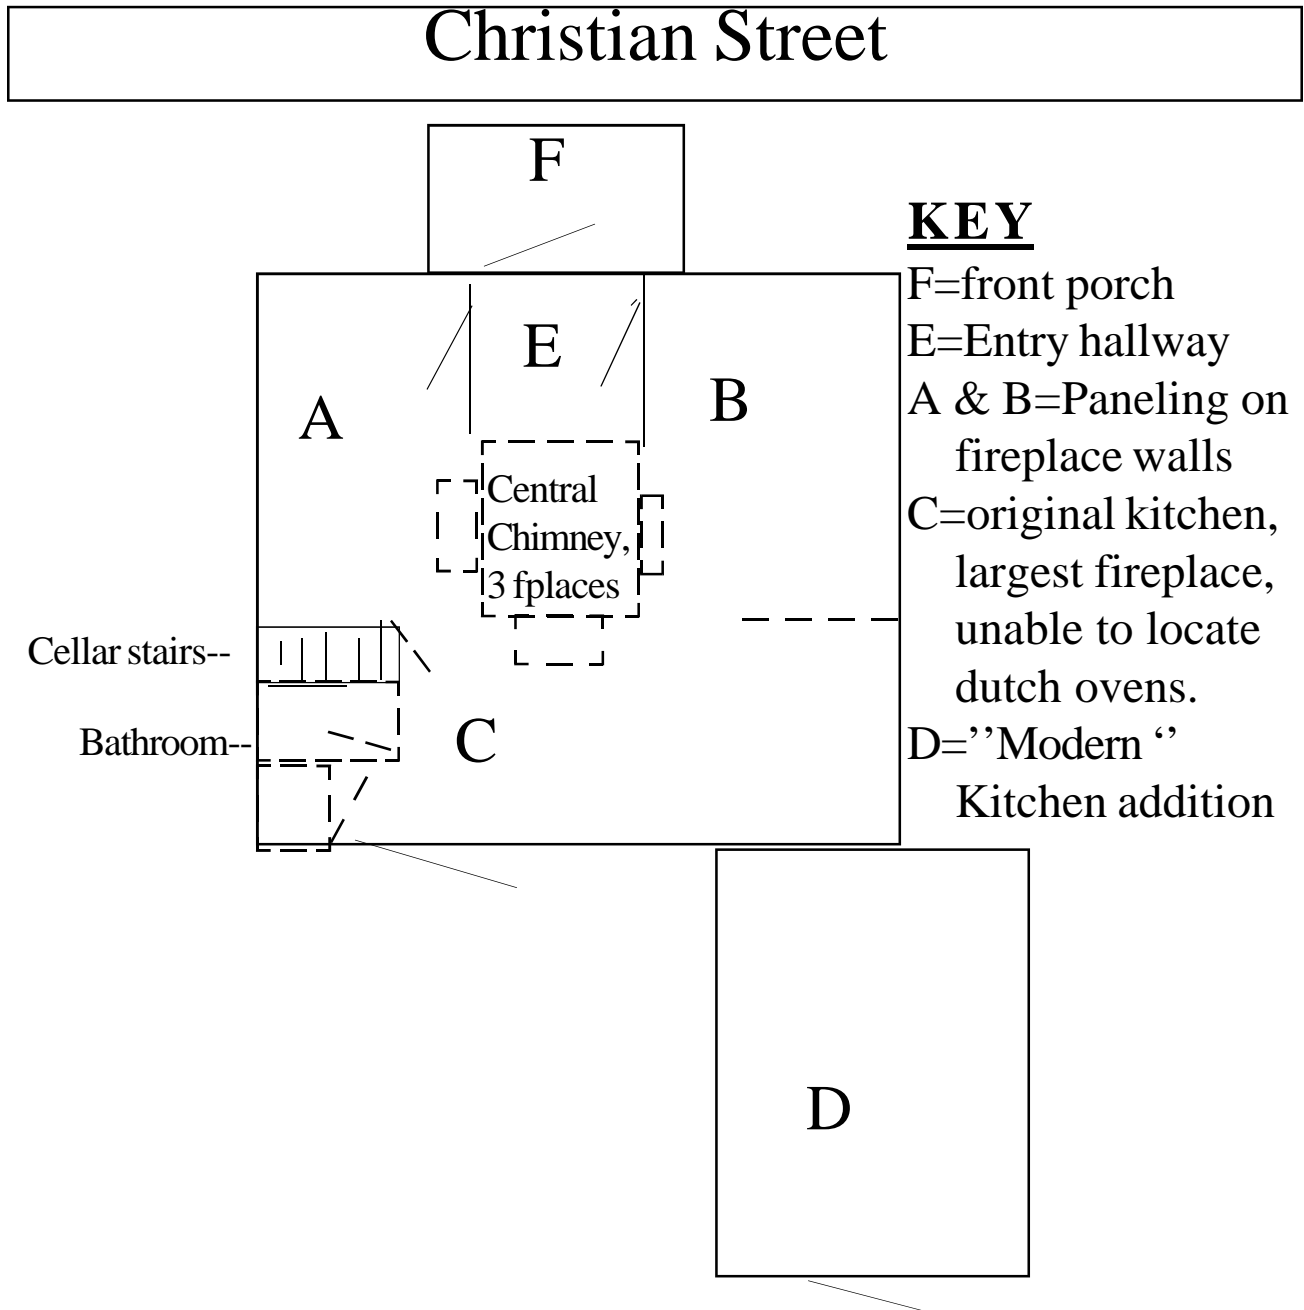 Christian Street
F
KEY
F=front porch
E=Entry hallway
A & B=Paneling on
fireplace walls
C=original kitchen,
largest fireplace,
unable to locate
dutch ovens.
D=’’Modern ‘’
Kitchen addition
E
A
B
Central
Chimney,
3 fplaces
Cellar stairs--
Bathroom--
C
D